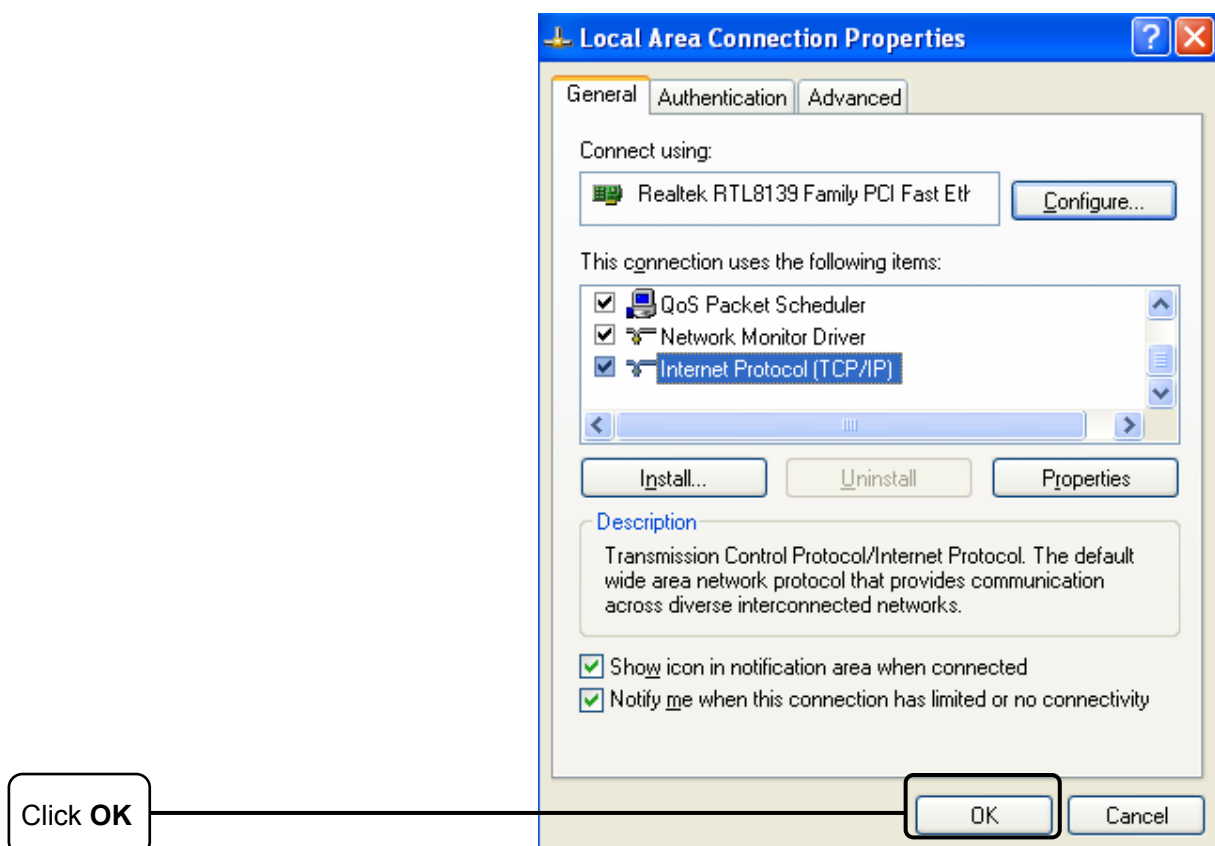 Local Area Connection Properties
General Authentication Advanced
Connect using:
Realtek RTL8139 Family PCI Fast Eth
Configure...
This connection uses the following items:
QoS Packet Scheduler
Network Monitor Driver
Internet Protocol (TCP/IP)
Install... Uninstall Properties
Description
Transmission Control Protocol/Internet Protocol. The default
wide area network protocol that provides communication
across diverse interconnected networks.
Show icon in notification area when connected
Notify me when this connection has limited or no connectivity
Click OK
OK Cancel